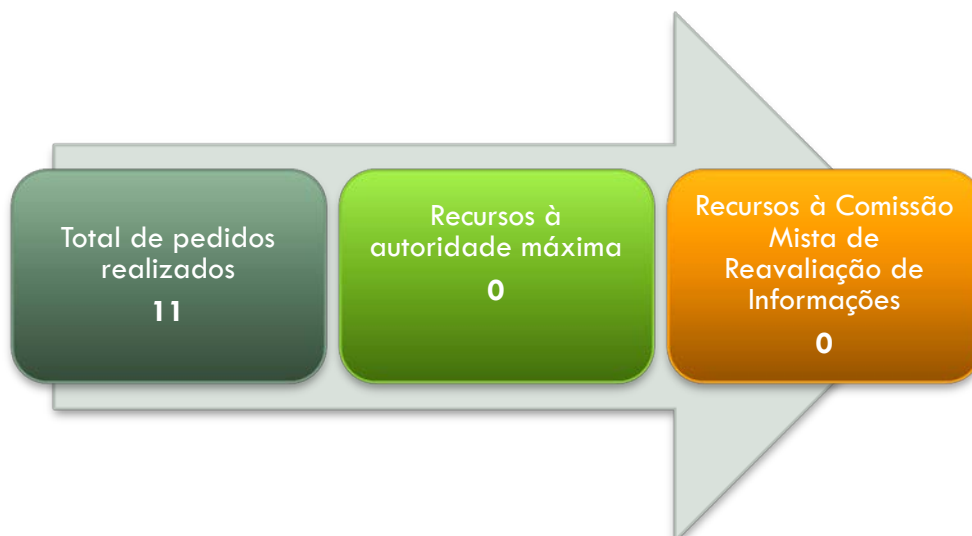 Total de pedidos
realizados
11
Recursos à
autoridade máxima
0
Recursos à Comissão
Mista de
Reavaliação de
Informações
0